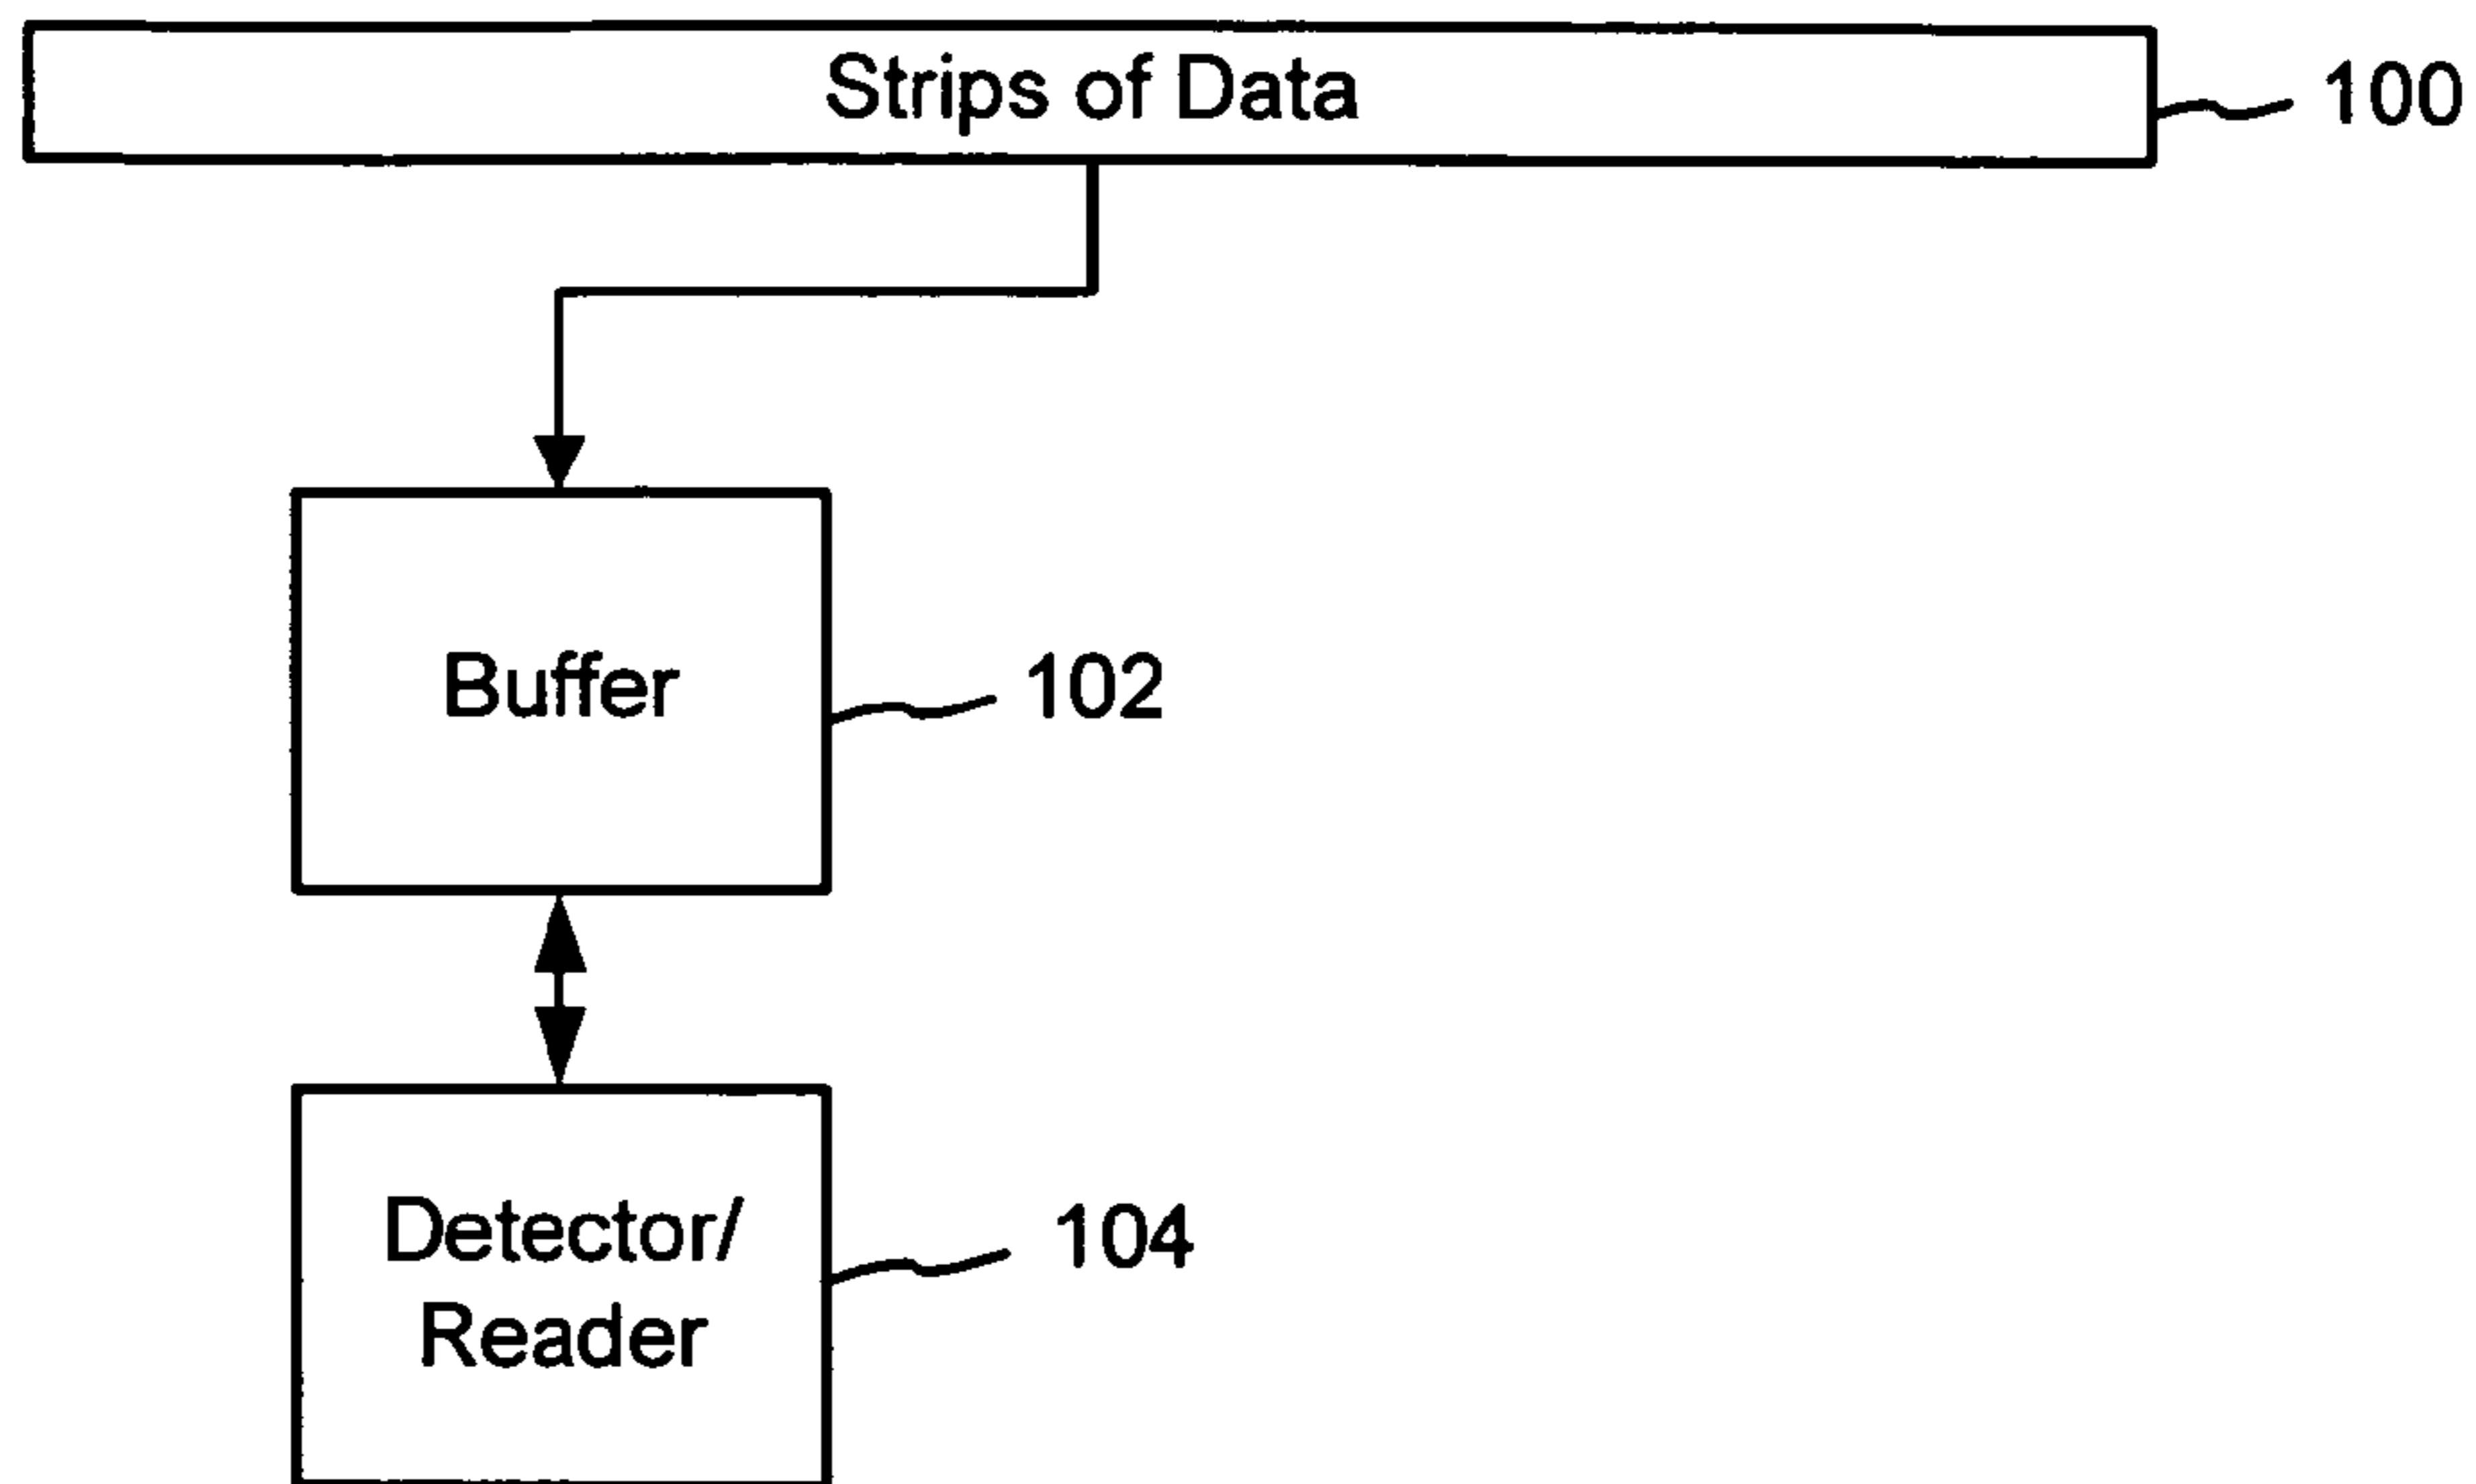 Strips of Data
100
Buffer
102
Detector/
Reader
104